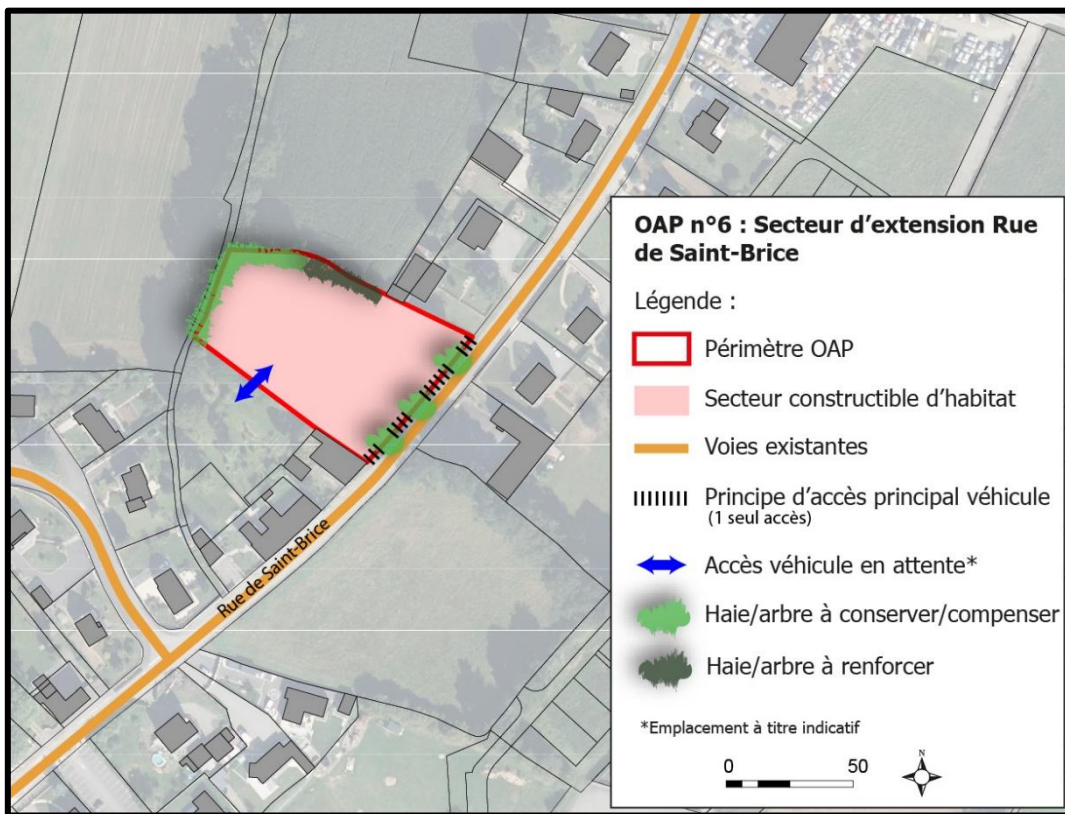 OAP n°6 : Secteur d'extension Rue
de Saint-Brice
Légende :
Périmètre OAP
Secteur constructible d'habitat
Voies existantes
Principe d'accès principal véhicule
(1 seul accès)
Accès véhicule en attente*
Haie/arbre à conserver/compenser
Haie/arbre à renforcer
*Emplacement à titre indicatif
0 50
N
Rue de Saint-Brice